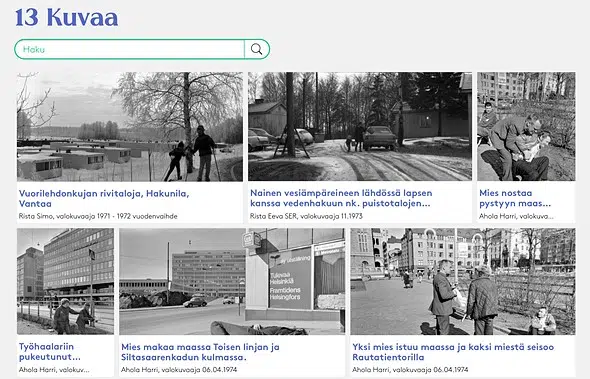 13 Kuvaa
Haku
Vuorilehdonkujan rivitaloja, Hakunila,
Vantaa
Rista Simo, valokuvaaja 1971 - 1972 vuodenvaihde
Nainen vesiämpäreineen lähdössä lapsen
kanssa vedenhakuun nk. puistotalojen...
Rista Eeva SER, valokuvaaja 11.1973
Mies nostaa
pystyyn maas...
Ahola Harri, valokuva...
Työhaalariin
pukeutunut...
Ahola Harri, valokuv...
Tulevaa
Helsinkiä
Framtidens
Helsingfors
Mies makaa maassa Toisen linjan ja
Siltasaarenkadun kulmassa.
Ahola Harri, valokuvaaja 06.04.1974
Yksi mies istuu maassa ja kaksi miestä seisoo
Rautatientorilla
Ahola Harri, valokuvaaja 06.04.1974